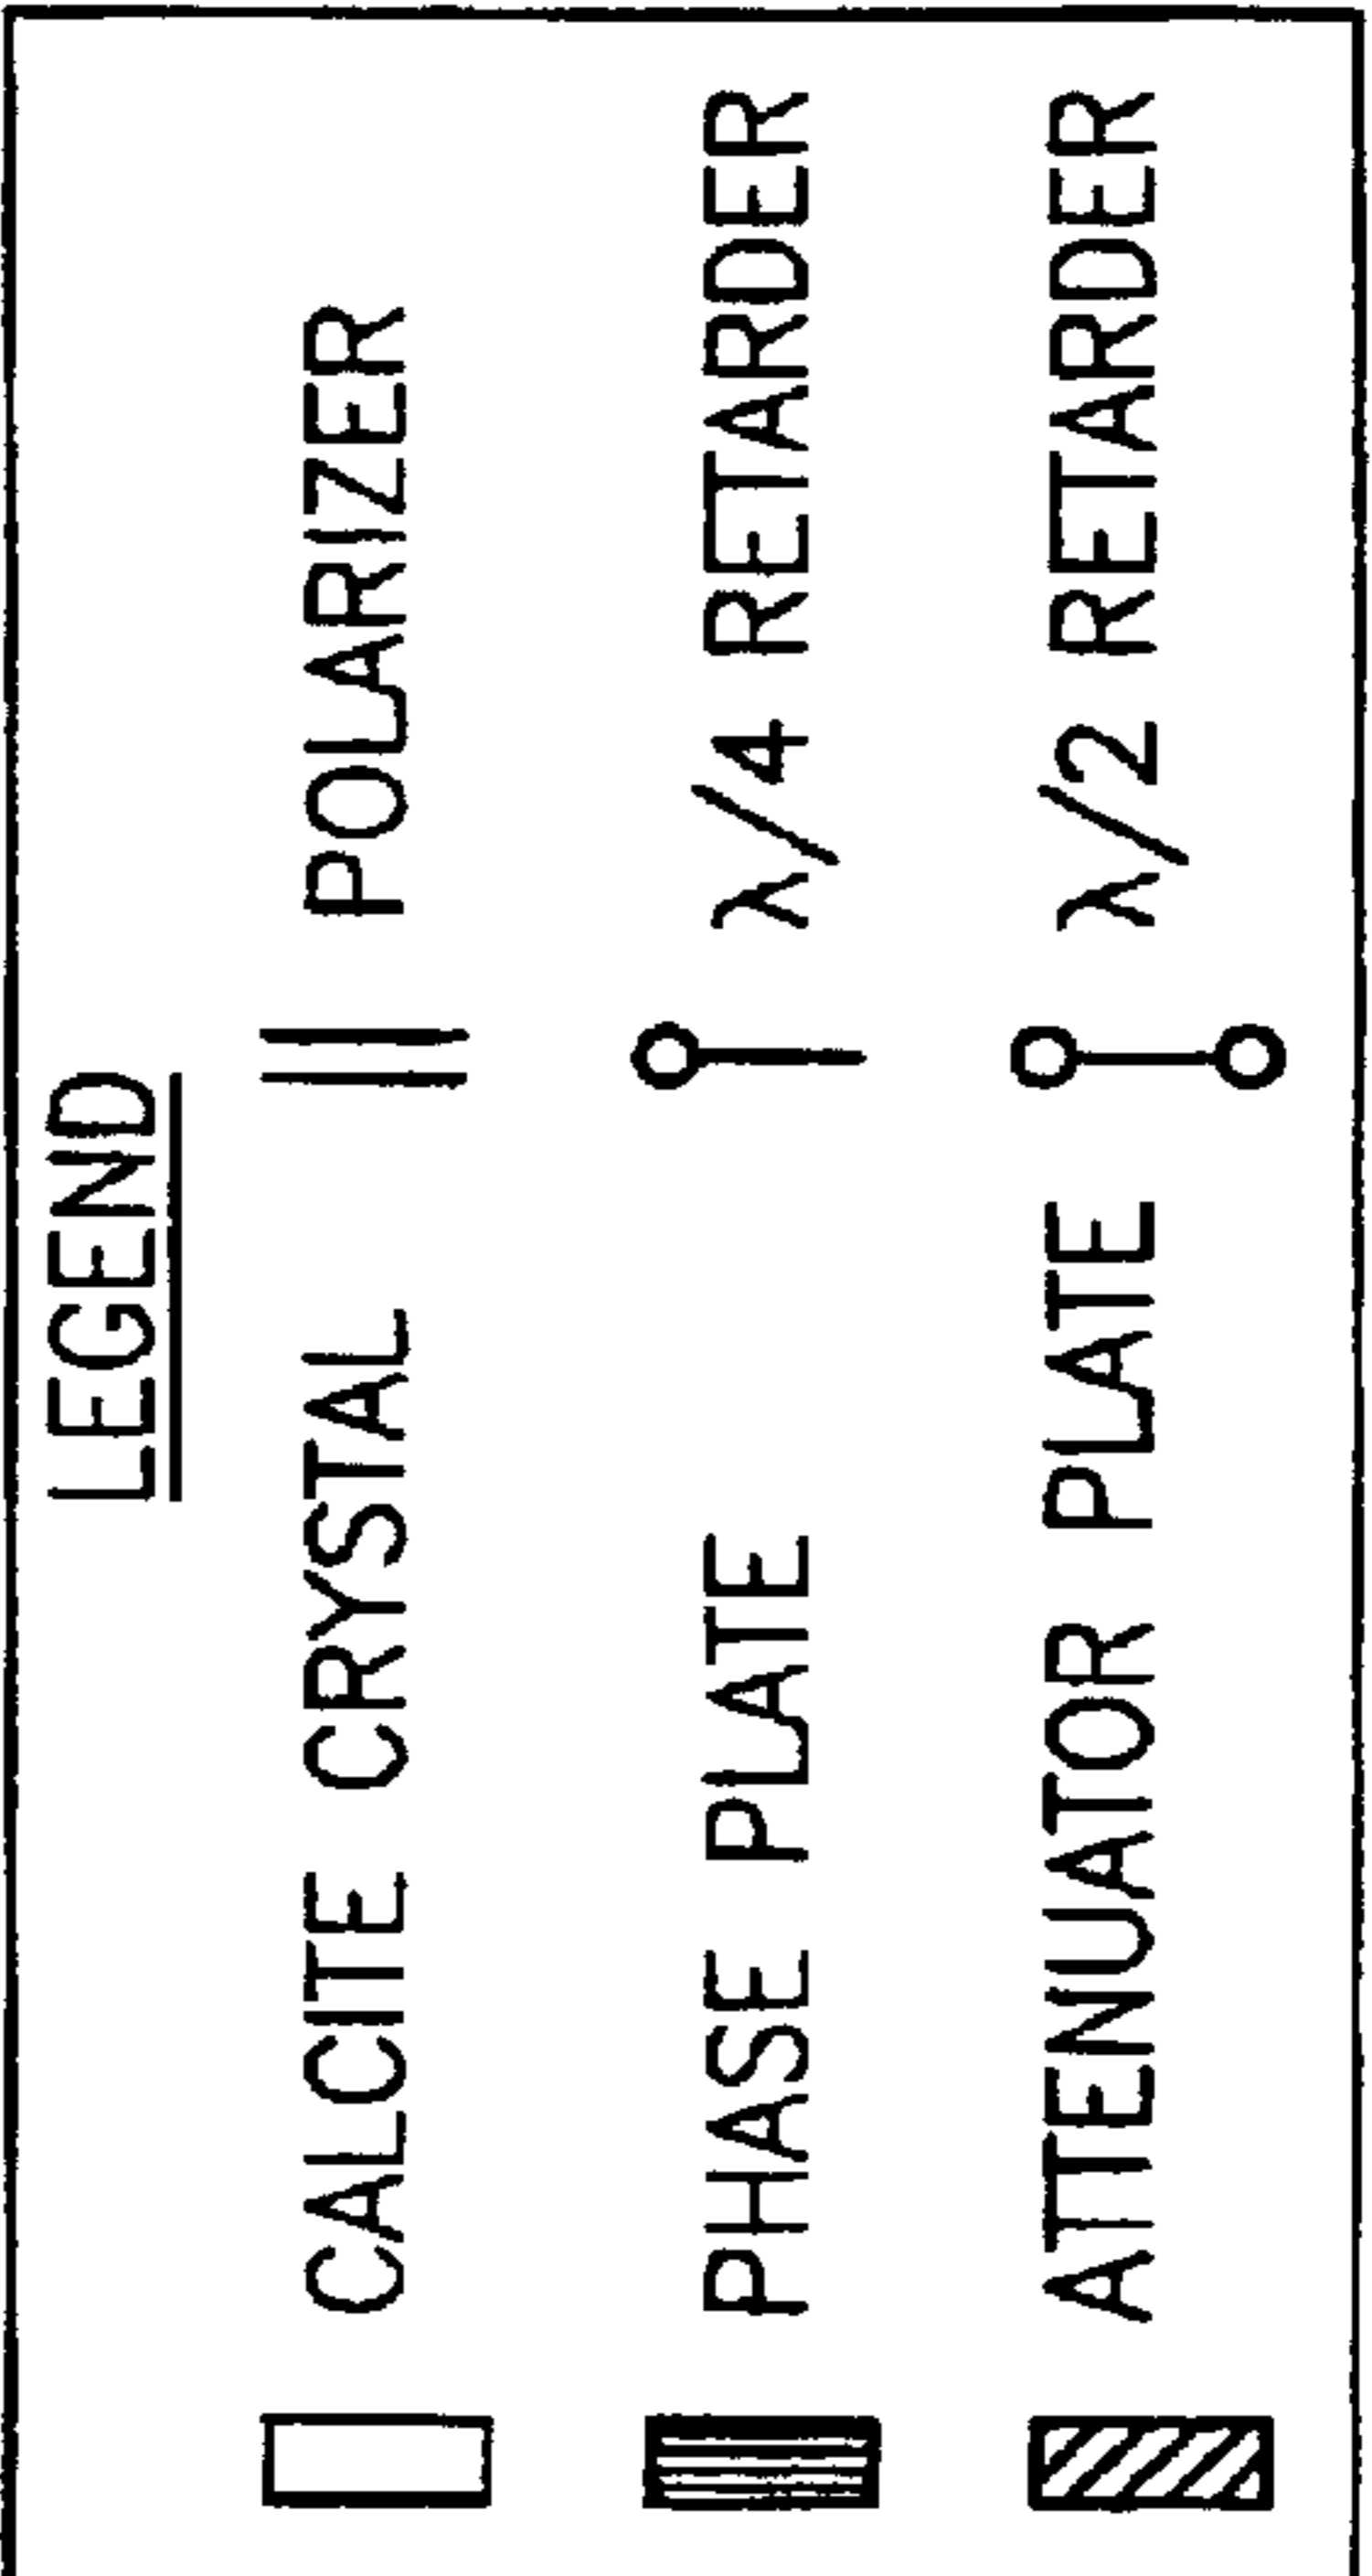 LEGEND
CALCITE CRYSTAL POLARIZER
PHASE PLATE λ/4 RETARDER
ATTENUATOR PLATE λ/2 RETARDER